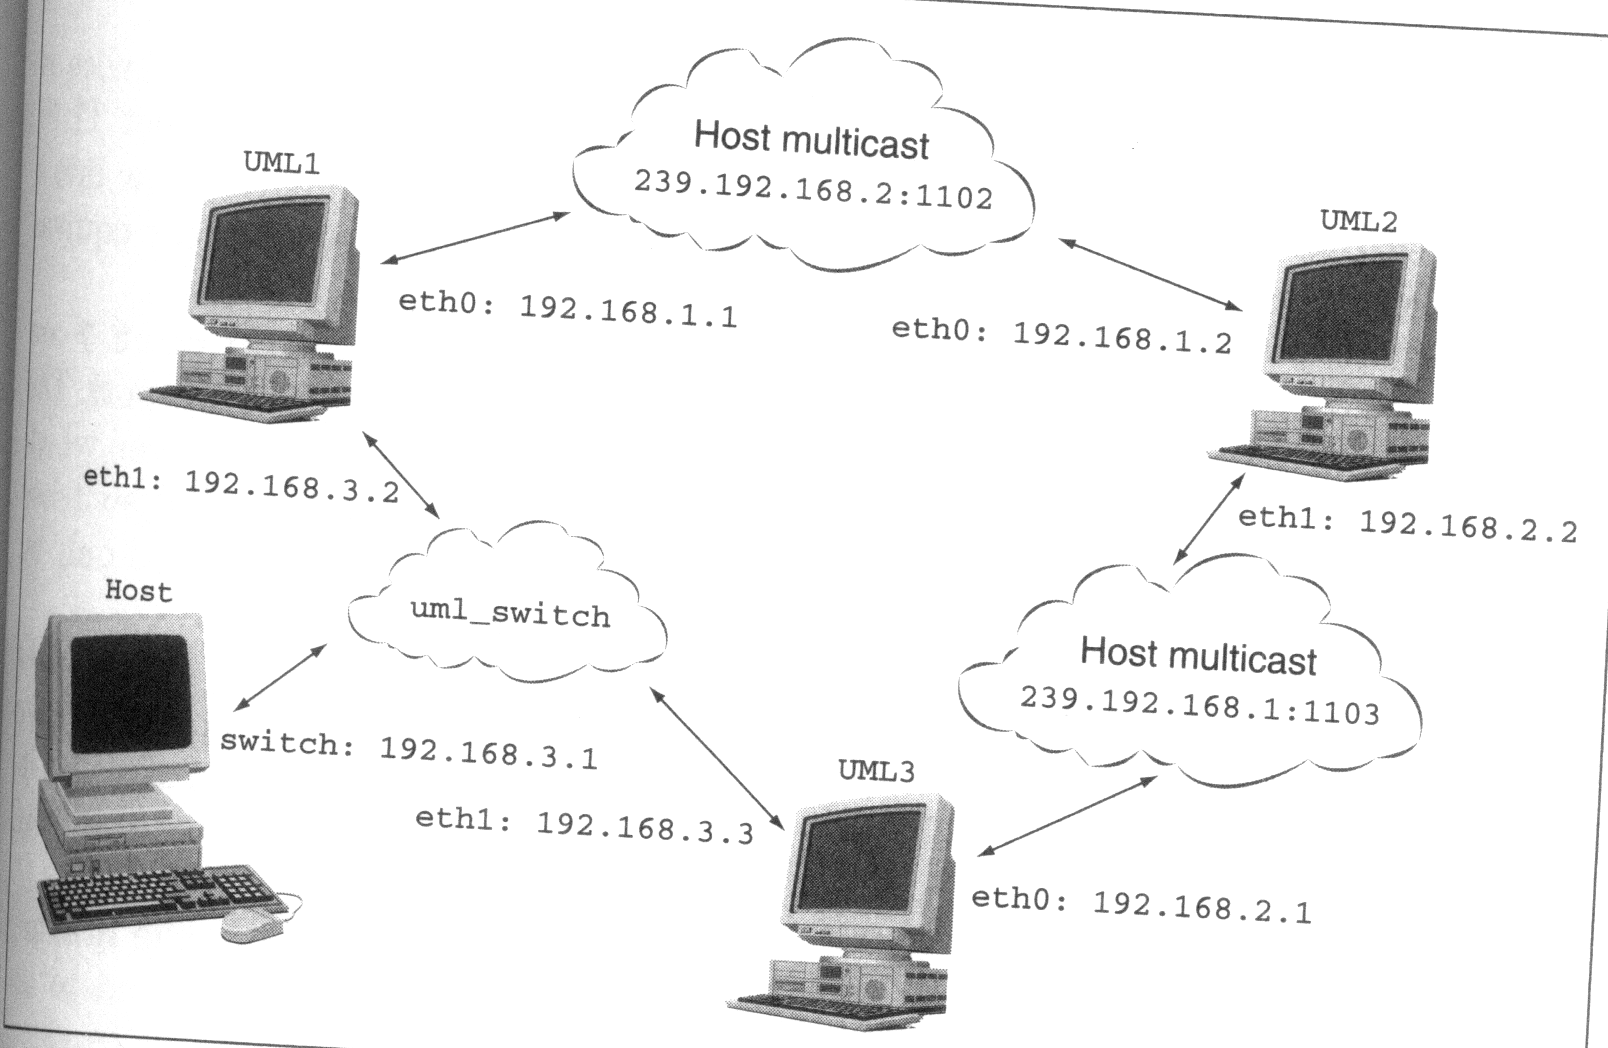 Host multicast
239.192.168.2:1102
UML1
UML2
eth0: 192.168.1.1
eth0: 192.168.1.2
eth1: 192.168.3.2
eth1: 192.168.2.2
Host
uml_switch
Host multicast
239.192.168.1:1103
switch: 192.168.3.1
UML3
eth1: 192.168.3.3
eth0: 192.168.2.1